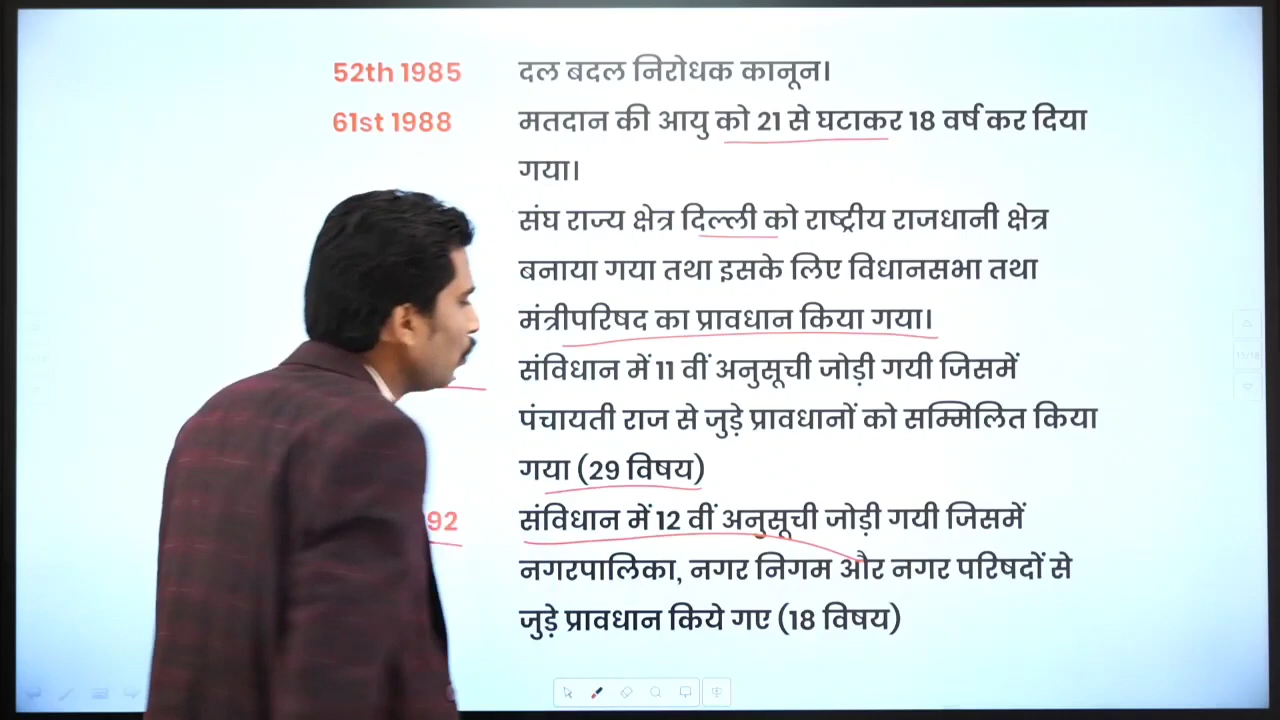 52th 1985 दल बदल निरोधक कानून।
61st 1988 मतदान की आयु को 21 से घटाकर 18 वर्ष कर दिया
गया।
संघ राज्य क्षेत्र दिल्ली को राष्ट्रीय राजधानी क्षेत्र
बनाया गया तथा इसके लिए विधानसभा तथा
मंत्रीपरिषद का प्रावधान किया गया।
संविधान में 11 वीं अनुसूची जोड़ी गयी जिसमें
पंचायती राज से जुड़े प्रावधानों को सम्मिलित किया
गया (29 विषय)
92 संविधान में 12 वीं अनुसूची जोड़ी गयी जिसमें
नगरपालिका, नगर निगम और नगर परिषदों से
जुड़े प्रावधान किये गए (18 विषय)